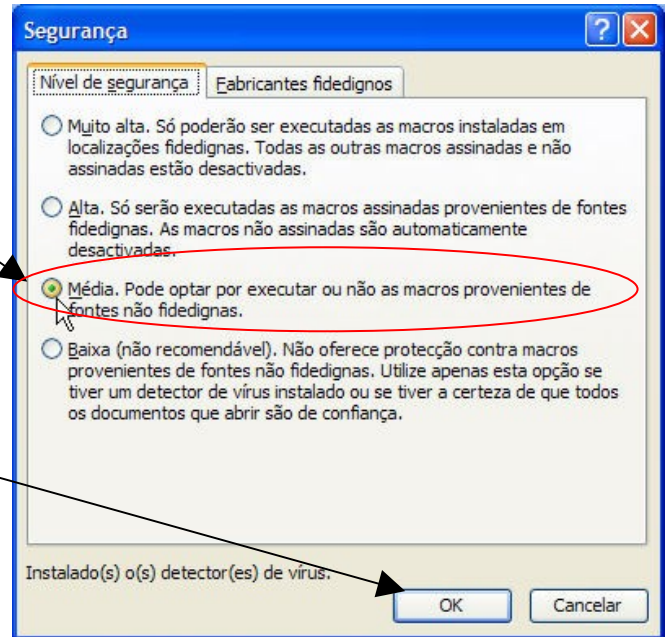 Segurança
Nível de segurança
Fabricantes fidedignos
Muito alta. Só poderão ser executadas as macros instaladas em
localizações fidedignas. Todas as outras macros assinadas e não
assinadas estão desactivadas.
Alta. Só serão executadas as macros assinadas provenientes de fontes
fidedignas. As macros não assinadas são automaticamente
desactivadas.
Média. Pode optar por executar ou não as macros provenientes de
fontes não fidedignas.
Baixa (não recomendável). Não oferece protecção contra macros
provenientes de fontes não fidedignas. Utilize apenas esta opção se
tiver um detector de vírus instalado ou se tiver a certeza de que todos
os documentos que abrir são de confiança.
Instalado(s) o(s) detector(es) de vírus.
OK
Cancelar